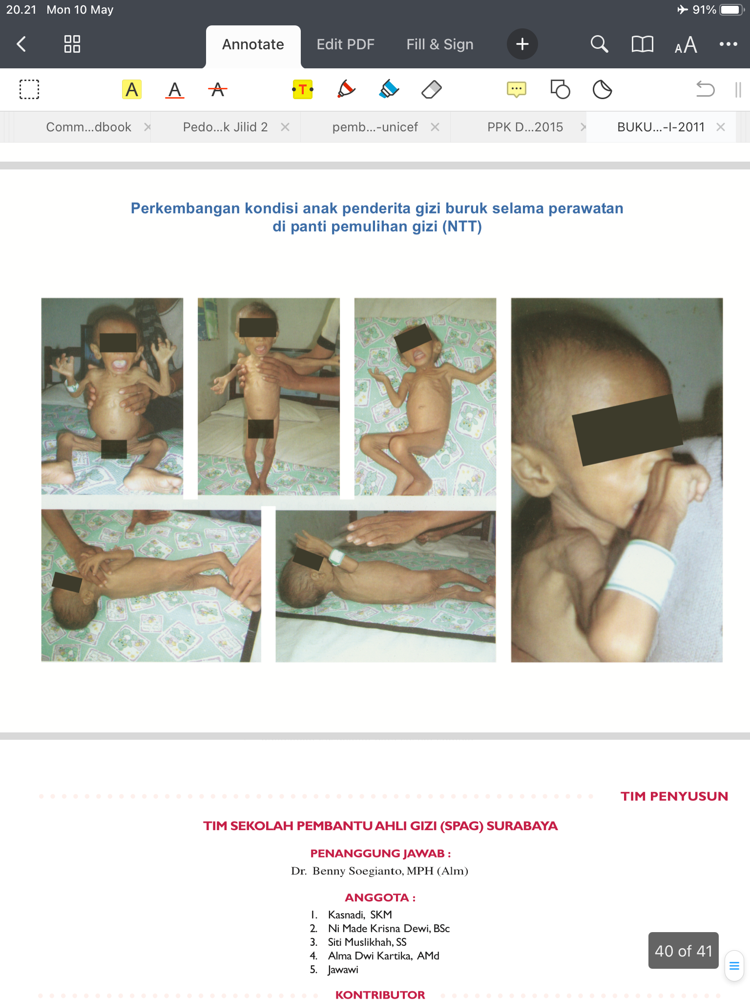 20.21 Mon 10 May
91%
Annotate Edit PDF Fill & Sign
AA
A A A T
Comm...dbook Pedo...k Jilid 2 pemb...-unicef PPK D...2015 BUKU...-I-2011
Perkembangan kondisi anak penderita gizi buruk selama perawatan
di panti pemulihan gizi (NTT)
TIM PENYUSUN
TIM SEKOLAH PEMBANTU AHLI GIZI (SPAG) SURABAYA
PENANGGUNG JAWAB :
Dr. Benny Soegianto, MPH (Alm)
ANGGOTA :
1. Kasnadi, SKM
2. Ni Made Krisna Dewi, BSc
3. Siti Muslikhah, SS
4. Alma Dwi Kartika, AMd
5. Jawawi
40 of 41
KONTRIBUTOR